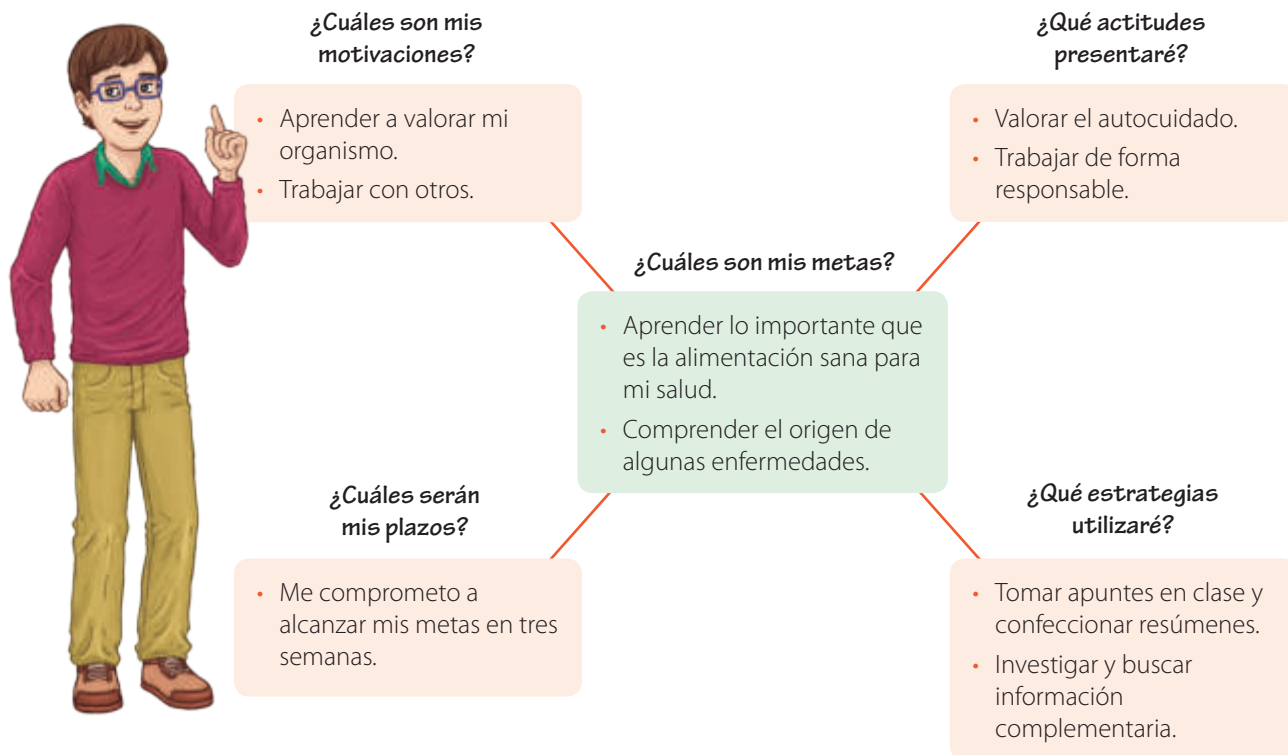 ¿Cuáles son mis
motivaciones?
• Aprender a valorar mi
organismo.
• Trabajar con otros.
¿Qué actitudes
presentaré?
• Valorar el autocuidado.
• Trabajar de forma
responsable.
¿Cuáles son mis metas?
• Aprender lo importante que
es la alimentación sana para
mi salud.
• Comprender el origen de
algunas enfermedades.
¿Cuáles serán
mis plazos?
• Me comprometo a
alcanzar mis metas en tres
semanas.
¿Qué estrategias
utilizaré?
• Tomar apuntes en clase y
confeccionar resúmenes.
• Investigar y buscar
información
complementaria.